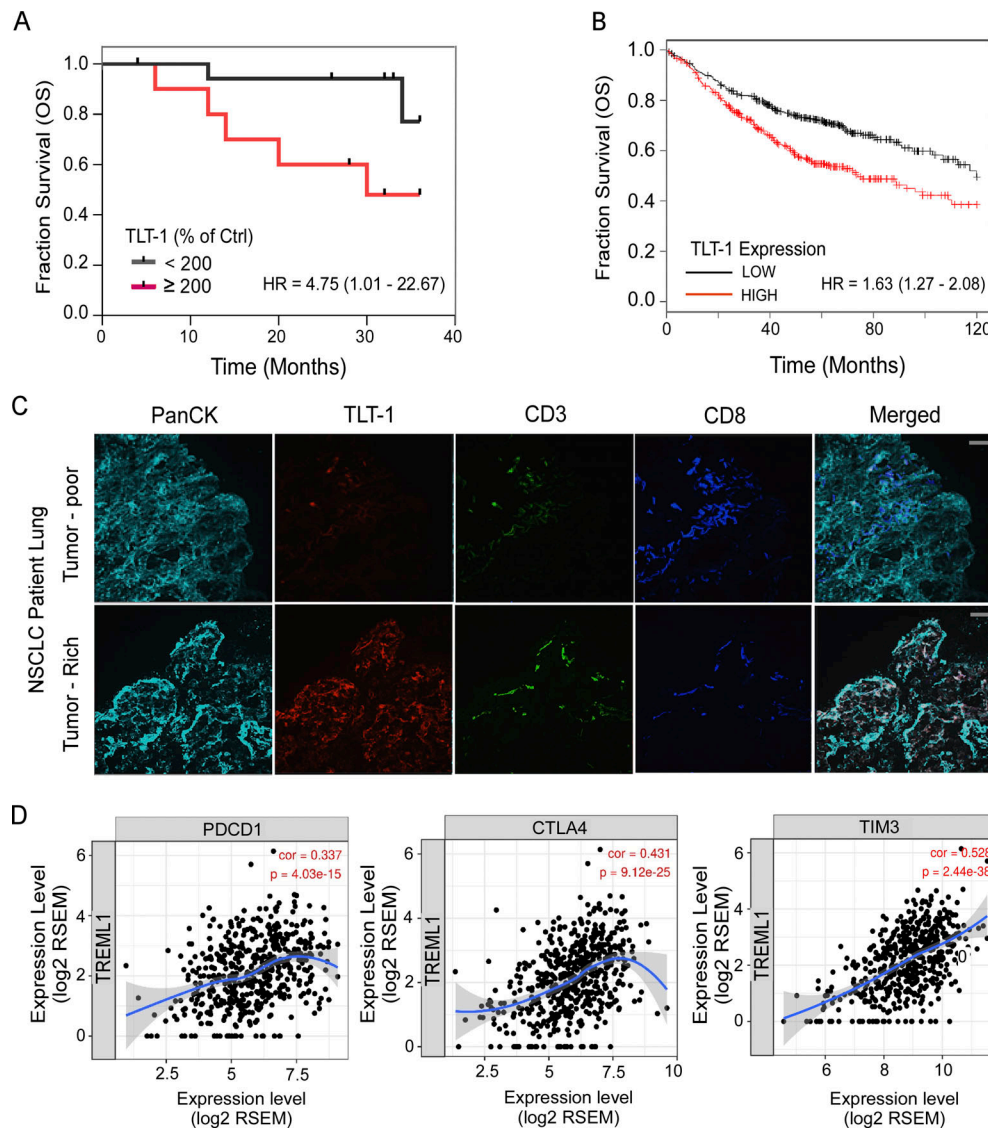 A
1.0
0.8
0.6
0.4
0.2
0.0
Fraction Survival (OS)
TLT-1 (% of Ctrl)
< 200
≥ 200
HR = 4.75 (1.01 - 22.67)
0
10
20
30
40
Time (Months)
B
1.0
0.8
0.6
0.4
0.2
0.0
Fraction Survival (OS)
TLT-1 Expression
LOW
HIGH
HR = 1.63 (1.27 - 2.08)
0
40
80
120
Time (Months)
C
PanCK
TLT-1
CD3
CD8
Merged
NSCLC Patient Lung
Tumor - poor
Tumor - Rich
D
PDCD1
cor = 0.337
p = 4.03e-15
TREML1
Expression Level
(log2 RSEM)
6
4
2
0
2.5
5
7.5
Expression level
(log2 RSEM)
CTLA4
cor = 0.431
p = 9.12e-25
TREML1
Expression Level
(log2 RSEM)
6
4
2
0
2.5
5
7.5
10
Expression level
(log2 RSEM)
TIM3
cor = 0.528
p = 2.44e-38
TREML1
Expression Level
(log2 RSEM)
6
4
2
0
6
8
10
Expression level
(log2 RSEM)